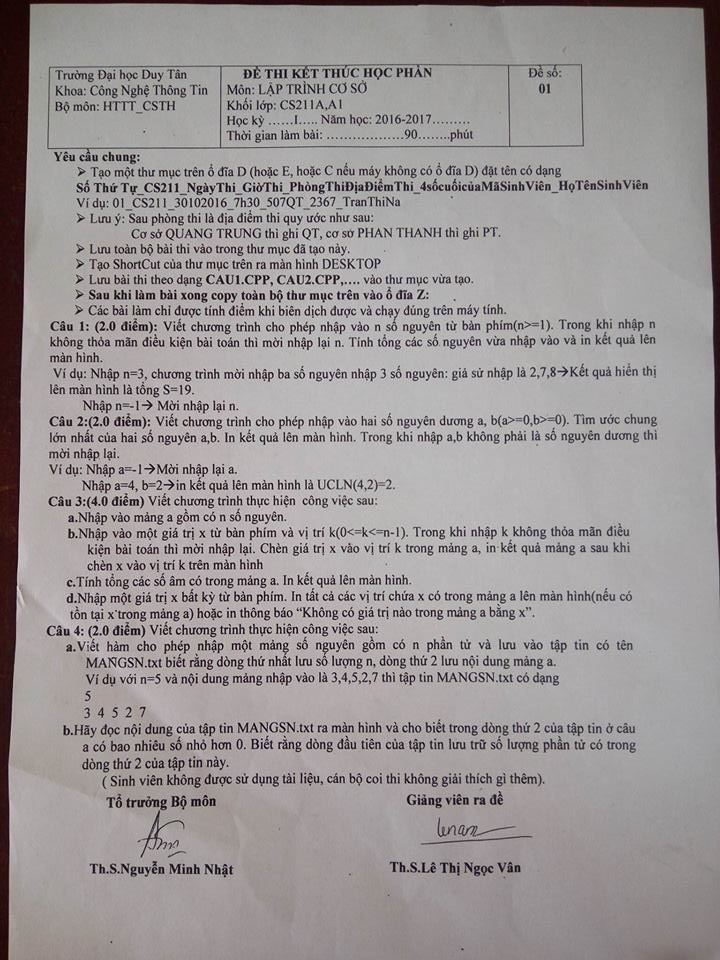 Trường Đại học Duy Tân
Khoa: Công Nghệ Thông Tin
Bộ môn: HTTT_CSTH
ĐỀ THI KẾT THÚC HỌC PHẦN
Môn: LẬP TRÌNH CƠ SỞ
Khối lớp: CS211A,A1
Học kỳ ……I….. Năm học: 2016-2017………
Thời gian làm bài: ………………90……..phút
Đề số:
01
Yêu cầu chung:
➢ Tạo một thư mục trên ổ đĩa D (hoặc E, hoặc C nếu máy không có ổ đĩa D) đặt tên có dạng
Số Thứ Tự_CS211_NgàyThi_GiờThi_PhòngThiĐịaĐiểmThi_4sốcuốicủaMãSinhViên_HọTênSinhViên
Ví dụ: 01_CS211_30102016_7h30_507QT_2367_TranThiNa
➢ Lưu ý: Sau phòng thi là địa điểm thi quy ước như sau:
Cơ sở QUANG TRUNG thì ghi QT, cơ sở PHAN THANH thì ghi PT.
➢ Lưu toàn bộ bài thi vào trong thư mục đã tạo này.
➢ Tạo ShortCut của thư mục trên ra màn hình DESKTOP
➢ Lưu bài thi theo dạng CAU1.CPP, CAU2.CPP,…. vào thư mục vừa tạo.
➢ Sau khi làm bài xong copy toàn bộ thư mục trên vào ổ đĩa Z:
➢ Các bài làm chỉ được tính điểm khi biên dịch được và chạy đúng trên máy tính.
Câu 1: (2.0 điểm): Viết chương trình cho phép nhập vào n số nguyên từ bàn phím(n>=1). Trong khi nhập n
không thỏa mãn điều kiện bài toán thì mời nhập lại n. Tính tổng các số nguyên vừa nhập vào và in kết quả lên
màn hình.
Ví dụ: Nhập n=3, chương trình mời nhập ba số nguyên nhập 3 số nguyên: giả sử nhập là 2,7,8→Kết quả hiển thị
lên màn hình là tổng S=19.
Nhập n=-1→ Mời nhập lại n.
Câu 2:(2.0 điểm): Viết chương trình cho phép nhập vào hai số nguyên dương a, b(a>=0,b>=0). Tìm ước chung
lớn nhất của hai số nguyên a,b. In kết quả lên màn hình. Trong khi nhập a,b không phải là số nguyên dương thì
mời nhập lại.
Ví dụ: Nhập a=-1→Mời nhập lại a.
Nhập a=4, b=2→in kết quả lên màn hình là UCLN(4,2)=2.
Câu 3:(4.0 điểm) Viết chương trình thực hiện công việc sau:
a.Nhập vào mảng a gồm có n số nguyên.
b.Nhập vào một giá trị x từ bàn phím và vị trí k(0<=k<=n-1). Trong khi nhập k không thỏa mãn điều
kiện bài toán thì mời nhập lại. Chèn giá trị x vào vị trí k trong mảng a, in kết quả mảng a sau khi
chèn x vào vị trí k trên màn hình
c.Tính tổng các số âm có trong mảng a. In kết quả lên màn hình.
d.Nhập một giá trị x bất kỳ từ bàn phím. In tất cả các vị trí chứa x có trong mảng a lên màn hình(nếu có
tồn tại x trong mảng a) hoặc in thông báo “Không có giá trị nào trong mảng a bằng x”.
Câu 4: (2.0 điểm) Viết chương trình thực hiện công việc sau:
a.Viết hàm cho phép nhập một mảng số nguyên gồm có n phần tử và lưu vào tập tin có tên
MANGSN.txt biết rằng dòng thứ nhất lưu số lượng n, dòng thứ 2 lưu nội dung mảng a.
Ví dụ với n=5 và nội dung mảng nhập vào là 3,4,5,2,7 thì tập tin MANGSN.txt có dạng
5
3 4 5 2 7
b.Hãy đọc nội dung của tập tin MANGSN.txt ra màn hình và cho biết trong dòng thứ 2 của tập tin ở câu
a có bao nhiêu số nhỏ hơn 0. Biết rằng dòng đầu tiên của tập tin lưu trữ số lượng phần tử có trong
dòng thứ 2 của tập tin này.
( Sinh viên không được sử dụng tài liệu, cán bộ coi thi không giải thích gì thêm).
Tổ trưởng Bộ môn
Giảng viên ra đề
Th.S.Nguyễn Minh Nhật
Th.S.Lê Thị Ngọc Vân